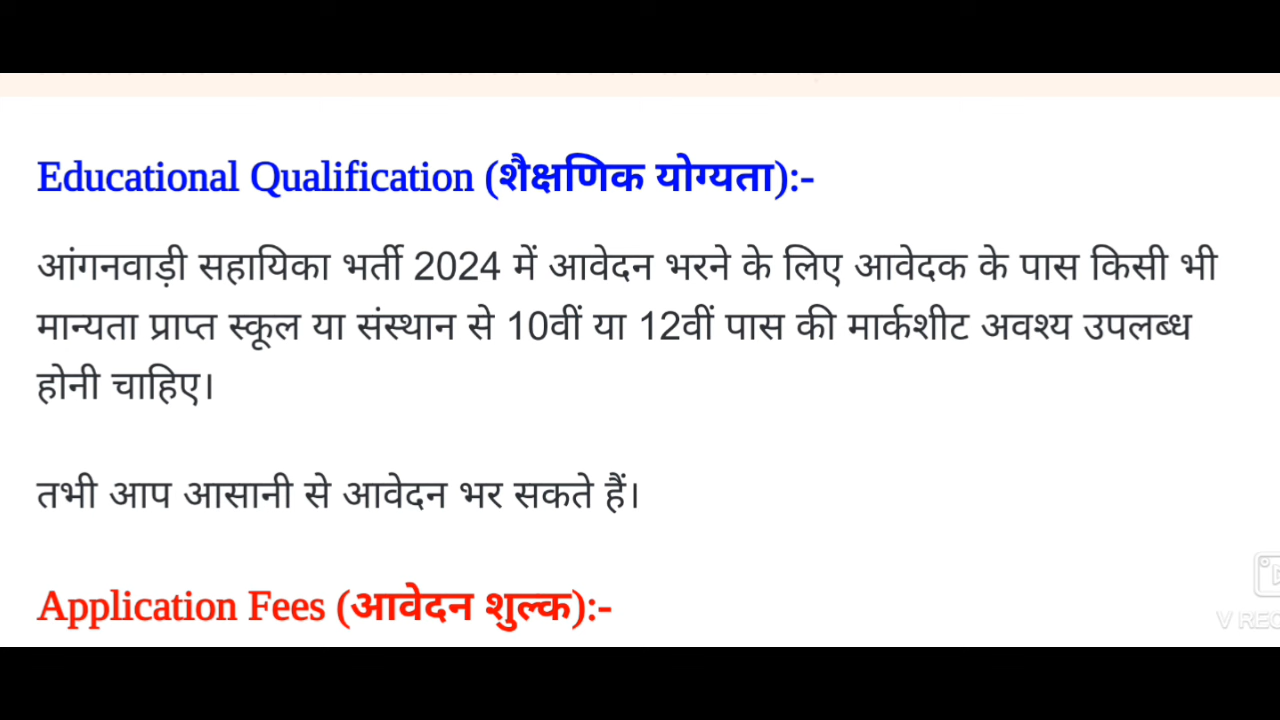 Educational Qualification (शैक्षणिक योग्यता):-
आंगनवाड़ी सहायिका भर्ती 2024 में आवेदन भरने के लिए आवेदक के पास किसी भी
मान्यता प्राप्त स्कूल या संस्थान से 10वीं या 12वीं पास की मार्कशीट अवश्य उपलब्ध
होनी चाहिए।
तभी आप आसानी से आवेदन भर सकते हैं।
Application Fees (आवेदन शुल्क):-